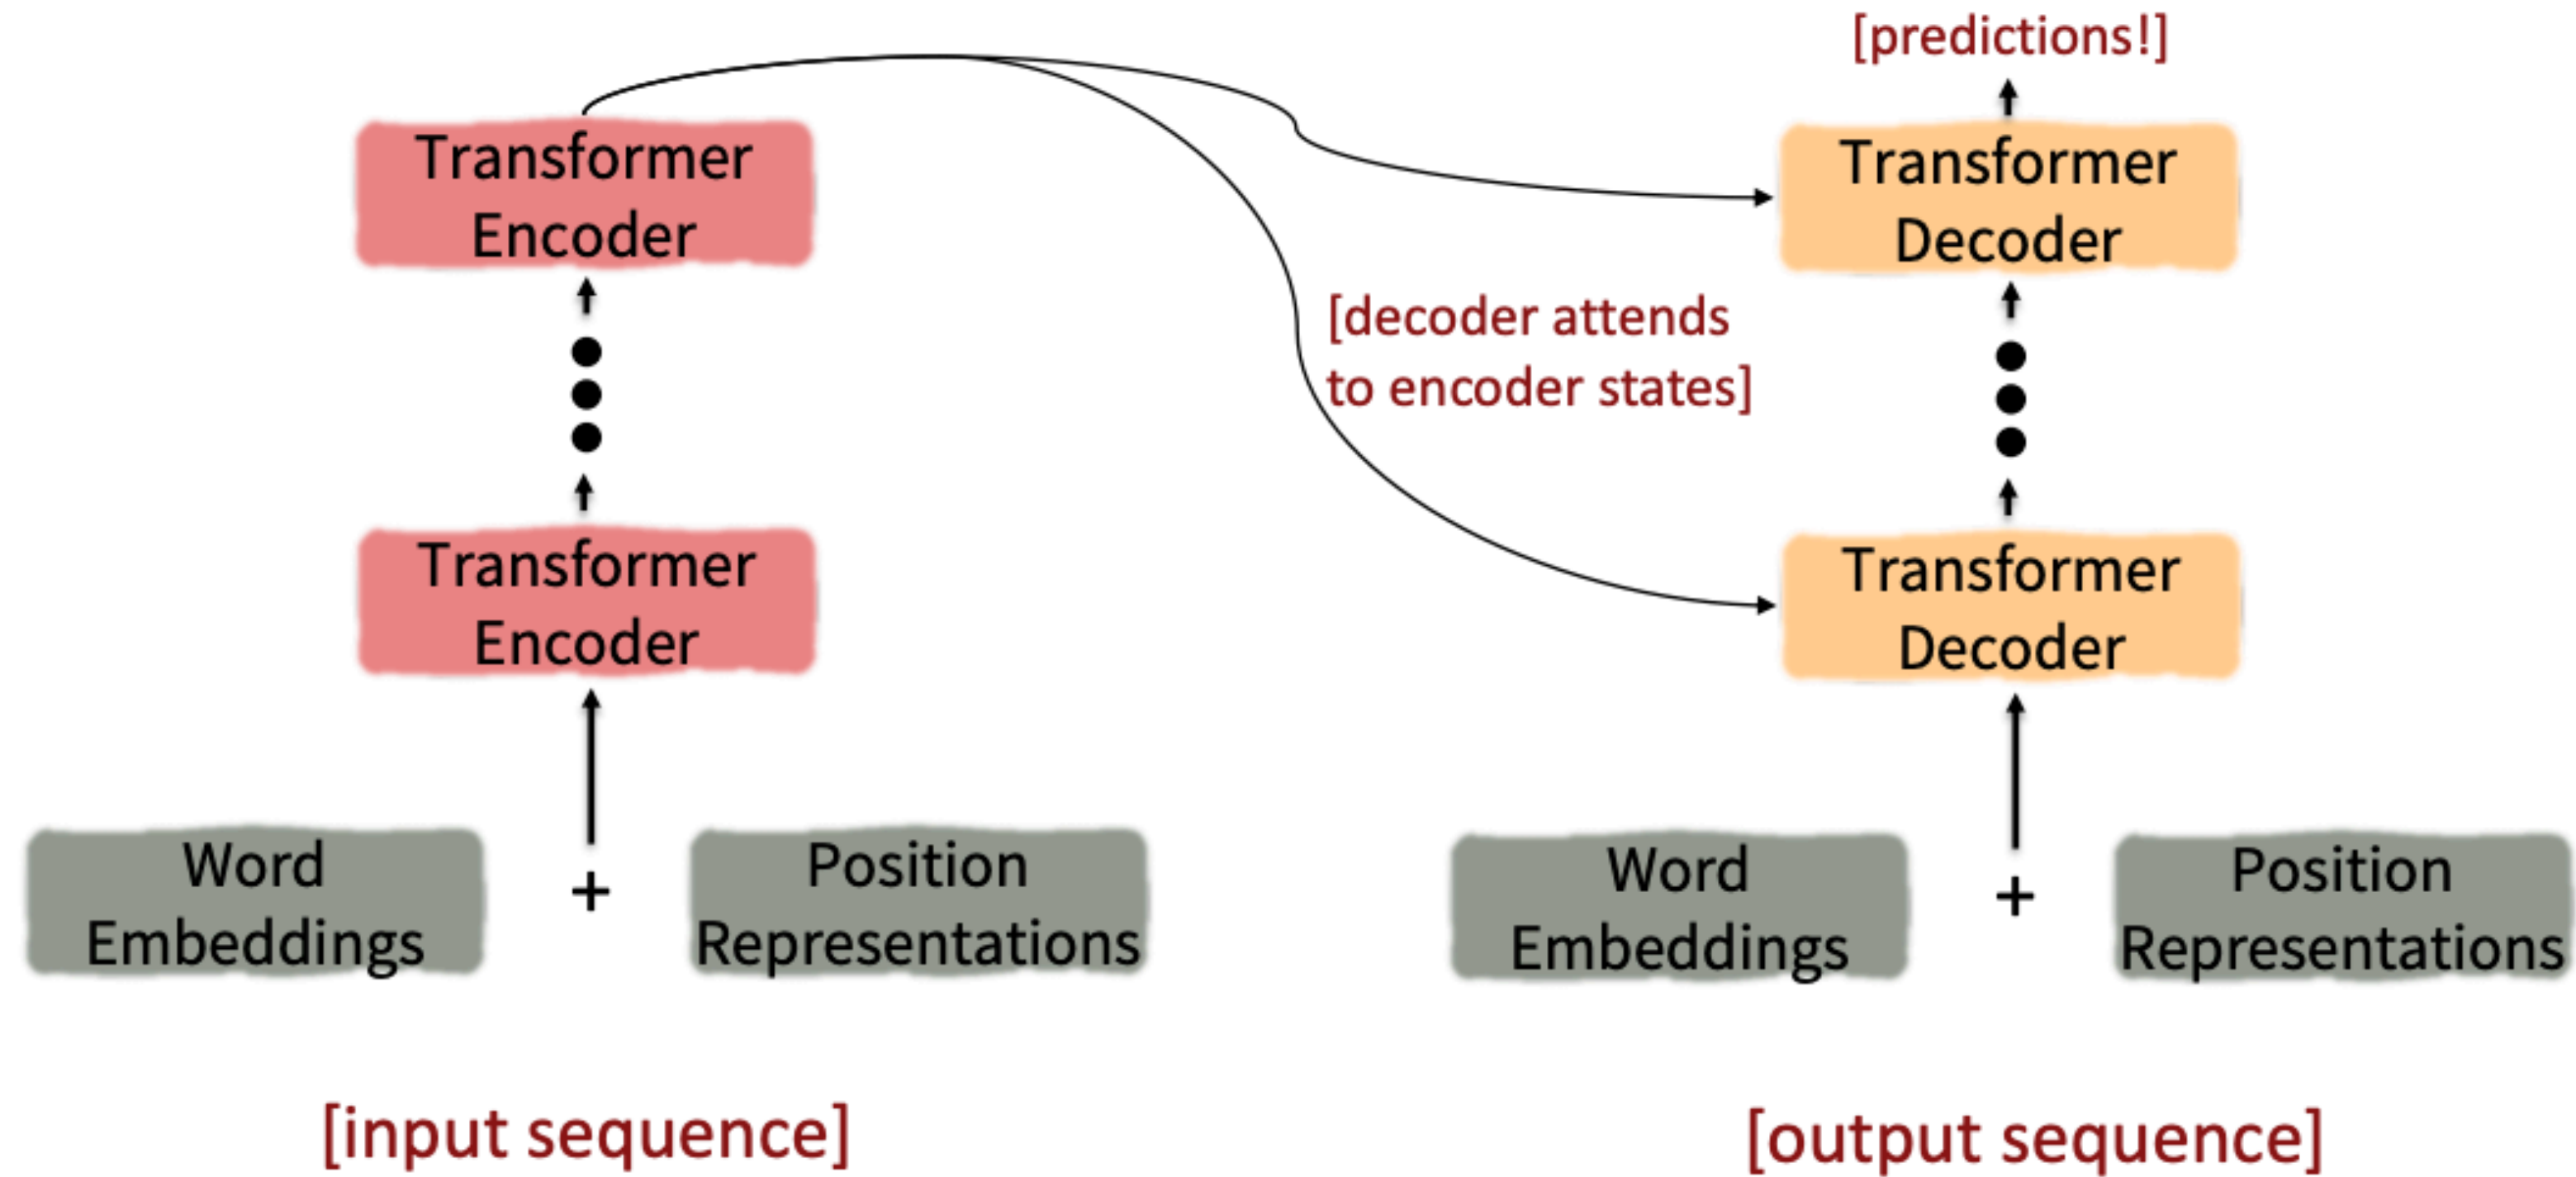 [predictions!]
Transformer
Encoder
Transformer
Decoder
[decoder attends
to encoder states]
Transformer
Encoder
Transformer
Decoder
Word
Embeddings
+
Position
Representations
Word
Embeddings
+
Position
Representations
[input sequence]
[output sequence]